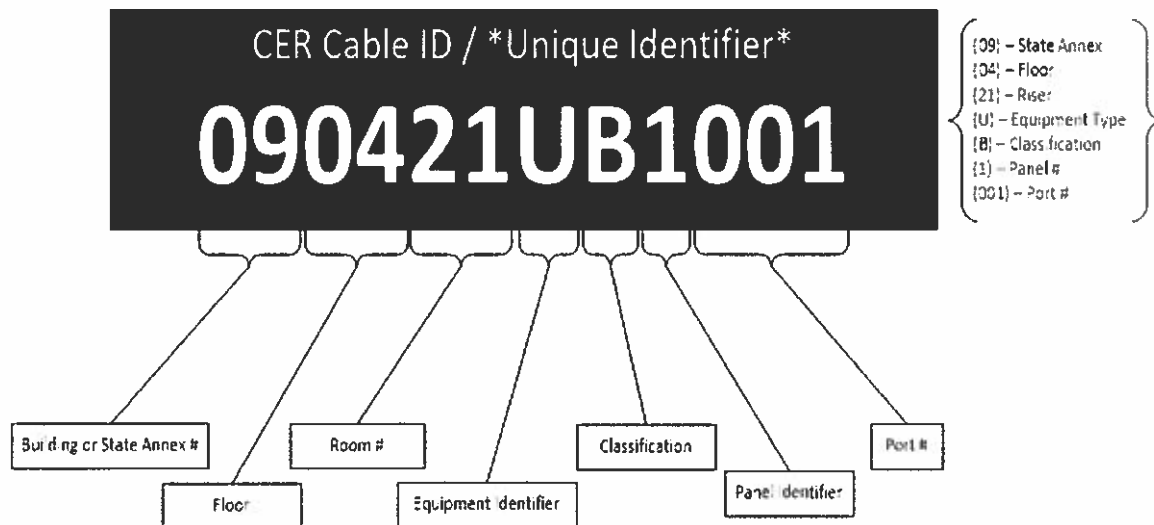 CER Cable ID / *Unique Identifier*
090421UB1001
(09) – State Annex
(04) – Floor
(21) – Riser
(U) – Equipment Type
(B) – Classification
(1) – Panel #
(001) – Port #
Building or State Annex #
Room #
Classification
Port #
Floor
Equipment Identifier
Panel Identifier